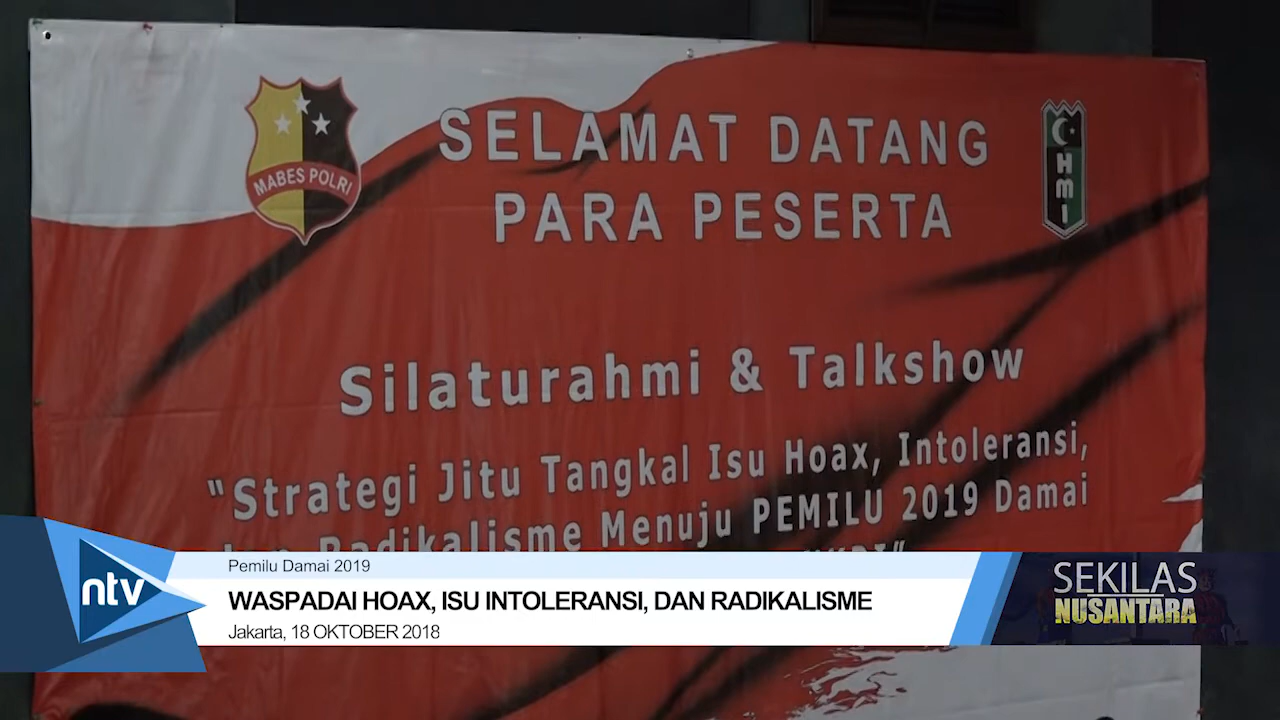 SELAMAT DATANG
PARA PESERTA
MABES POLRI
HMI
Silaturahmi & Talkshow
"Strategi Jitu Tangkal Isu Hoax, Intoleransi,
Radikalisme Menuju PEMILU 2019 Damai
ntv
Pemilu Damai 2019
WASPADAI HOAX, ISU INTOLERANSI, DAN RADIKALISME
Jakarta, 18 OKTOBER 2018
SEKILAS
NUSANTARA